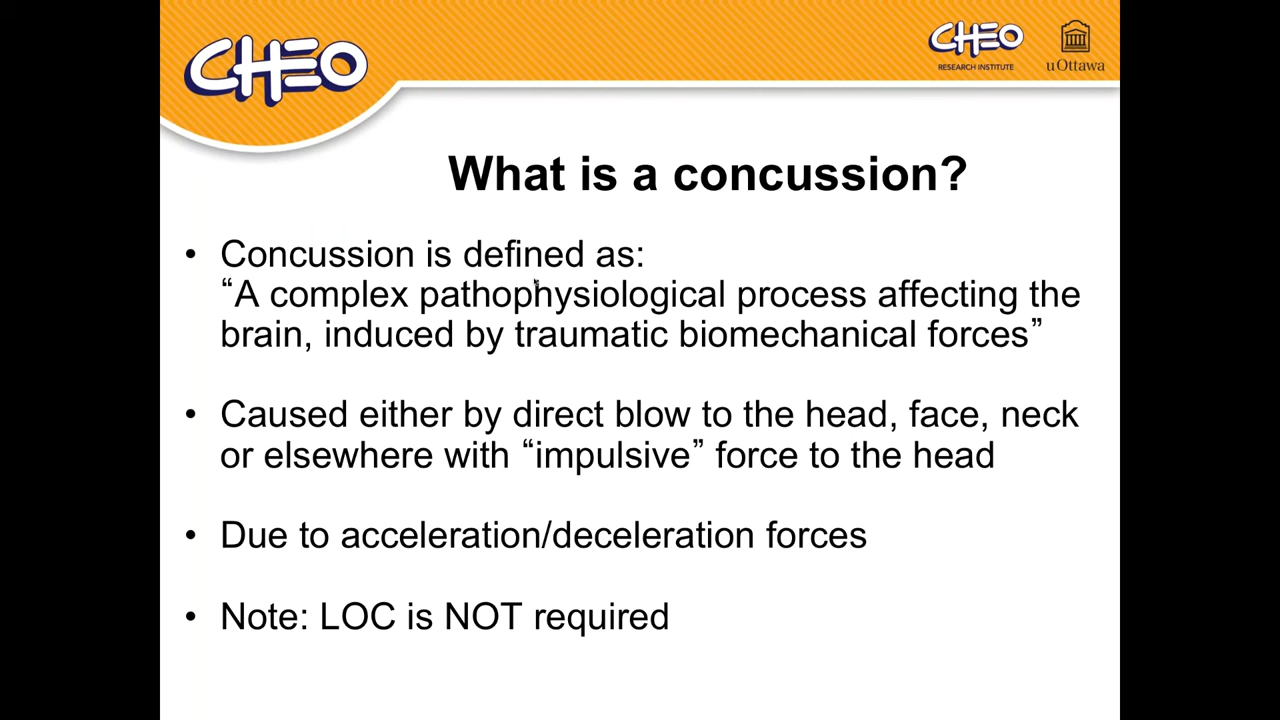 CHEO
CHEO
RESEARCH INSTITUTE
uOttawa
What is a concussion?
• Concussion is defined as:
“A complex pathophysiological process affecting the
brain, induced by traumatic biomechanical forces”
• Caused either by direct blow to the head, face, neck
or elsewhere with “impulsive” force to the head
• Due to acceleration/deceleration forces
• Note: LOC is NOT required